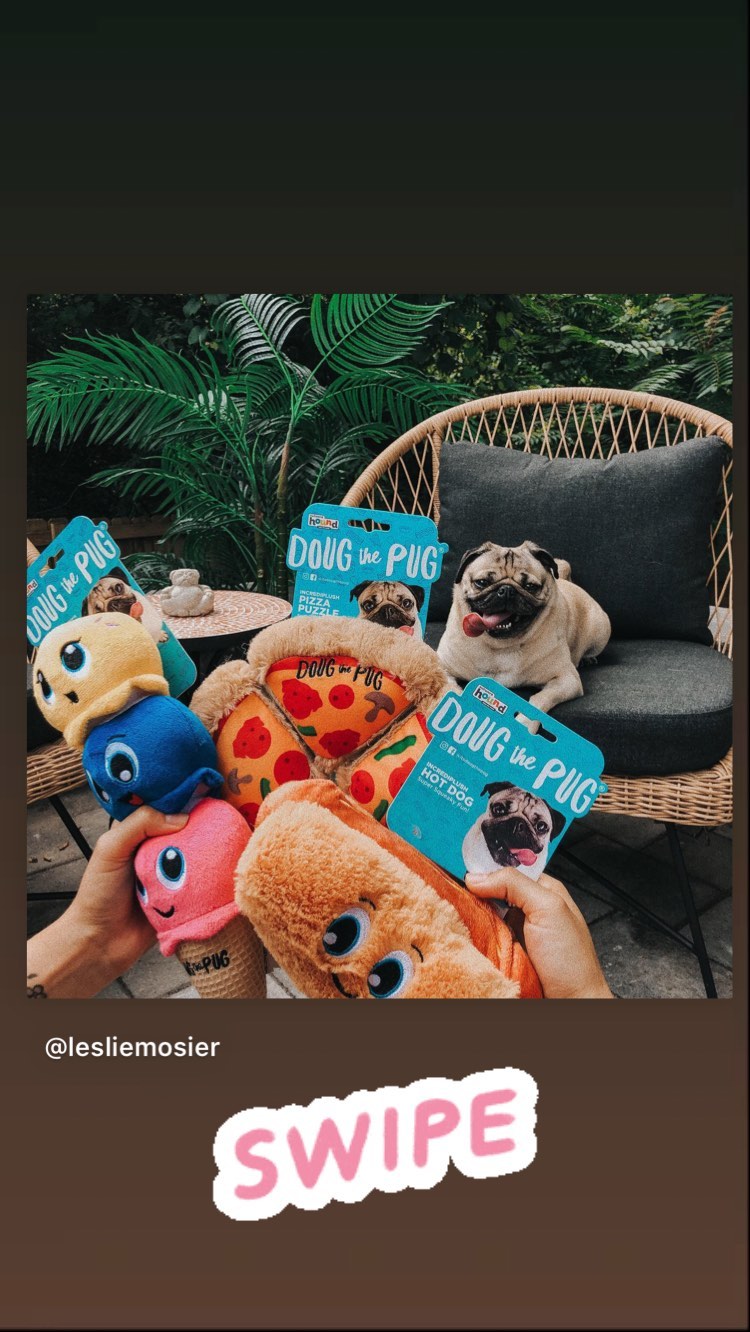 hound
DOUG the PUG
INCREDIPLUSH
PIZZA
PUZZLE
DOUG the PUG
DOUG the PUG
hound
DOUG the PUG
INCREDIPLUSH
HOT DOG
Super Squeaky Fun!
the PUG
@lesliemosier
SWIPE